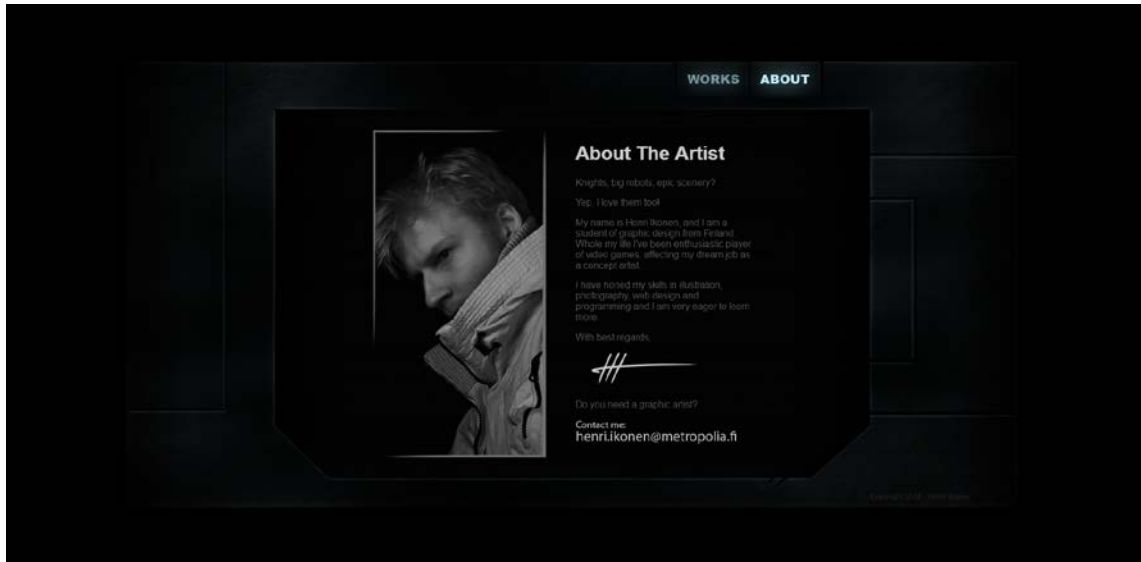 WORKS ABOUT
About The Artist
Knights, big robots, epic scenery?
Yep, I love them too!
My name is Henri Ikonen, and I am a
student of graphic design from Finland.
Whole my life I've been enthusiastic player
of video games, affecting my dream job as
a concept artist.
I have honed my skills in illustration,
photography, web design and
programming and I am very eager to learn
more.
With best regards,
Do you need a graphic artist?
Contact me:
henri.ikonen@metropolia.fi
Copyright